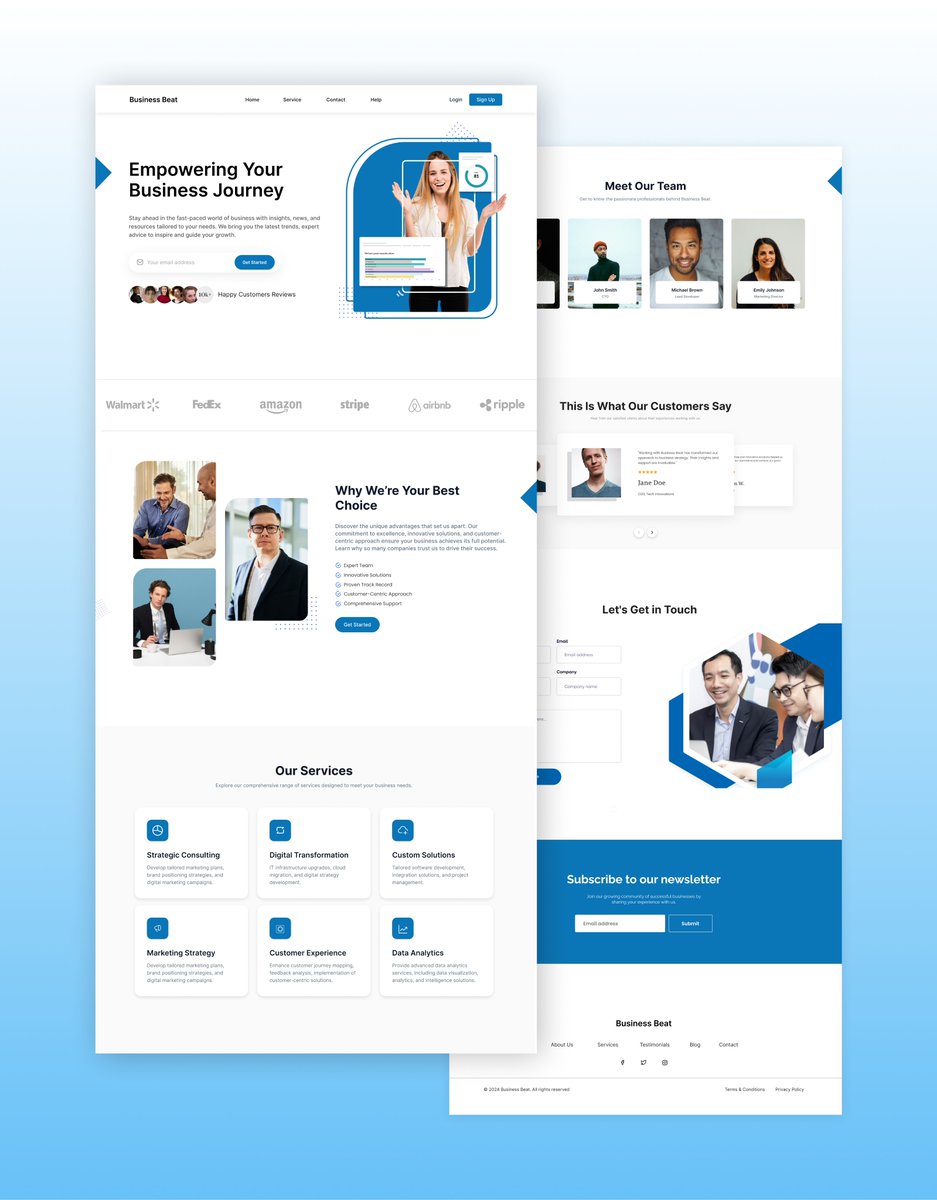 Business Beat
Home
Service
Contact
Help
Login
Sign Up
Empowering Your
Business Journey
Stay ahead in the fast-paced world of business with insights, news, and
resources tailored to your needs. We bring you the latest trends, expert
advice to inspire and guide your growth.
Your email address
Get Started
10k+
Happy Customers Reviews
85
Walmart
FedEx
amazon
stripe
airbnb
ripple
Why We're Your Best
Choice
Discover the unique advantages that set us apart. Our
commitment to excellence, innovative solutions, and customer-
centric approach ensure your business achieves its full potential.
Learn why so many companies trust us to drive their success.
Expert Team
Innovative Solutions
Proven Track Record
Customer-Centric Approach
Comprehensive Support
Get Started
Our Services
Explore our comprehensive range of services designed to meet your business needs.
Strategic Consulting
Develop tailored marketing plans,
brand positioning strategies, and
digital marketing campaigns.
Digital Transformation
IT infrastructure upgrades, cloud
migration, and digital strategy
development.
Custom Solutions
Tailored software development,
integration solutions, and project
management.
Marketing Strategy
Develop tailored marketing plans,
brand positioning strategies, and
digital marketing campaigns.
Customer Experience
Enhance customer journey mapping,
feedback analysis, implementation of
customer-centric solutions.
Data Analytics
Provide advanced data analytics
services, including data visualization,
analytics, and intelligence solutions.
Meet Our Team
Get to know the passionate professionals behind Business Beat.
John Smith
CTO
Michael Brown
Lead Developer
Emily Johnson
Marketing Director
This Is What Our Customers Say
Hear from our satisfied clients about their experiences working with us
"Working with Business Beat has transformed our
approach to business strategy. Their insights and
support are invaluable."
Jane Doe
COO, Tech Innovations
W.
Let's Get in Touch
Email
Email address
Company
Company name
Subscribe to our newsletter
Join our growing community of successful businesses by
sharing your experience with us.
Email address
Submit
Business Beat
About Us
Services
Testimonials
Blog
Contact
© 2024 Business Beat. All rights reserved
Terms & Conditions
Privacy Policy